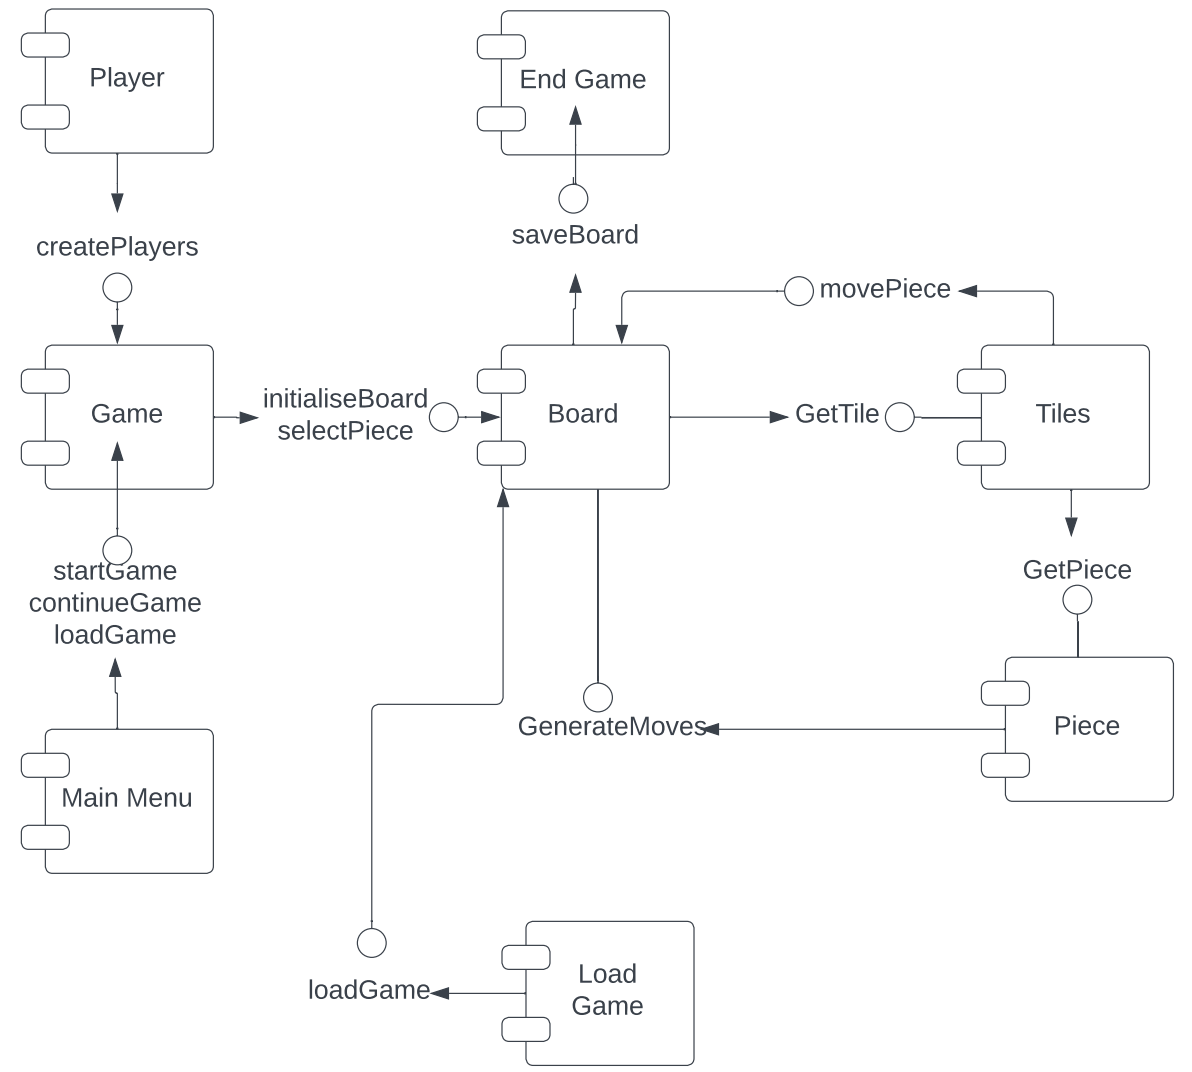 Player
End Game
createPlayers
saveBoard
movePiece
Game
initialiseBoard
selectPiece
Board
GetTile
Tiles
startGame
continueGame
loadGame
GetPiece
Main Menu
GenerateMoves
Piece
loadGame
Load
Game